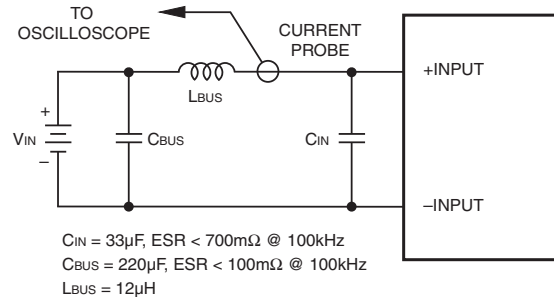 TO
OSCILLOSCOPE
CURRENT
PROBE
LBUS
+INPUT
+
VIN
–
CBUS
CIN
–INPUT
CIN = 33µF, ESR < 700mΩ @ 100kHz
CBUS = 220µF, ESR < 100mΩ @ 100kHz
LBUS = 12µH